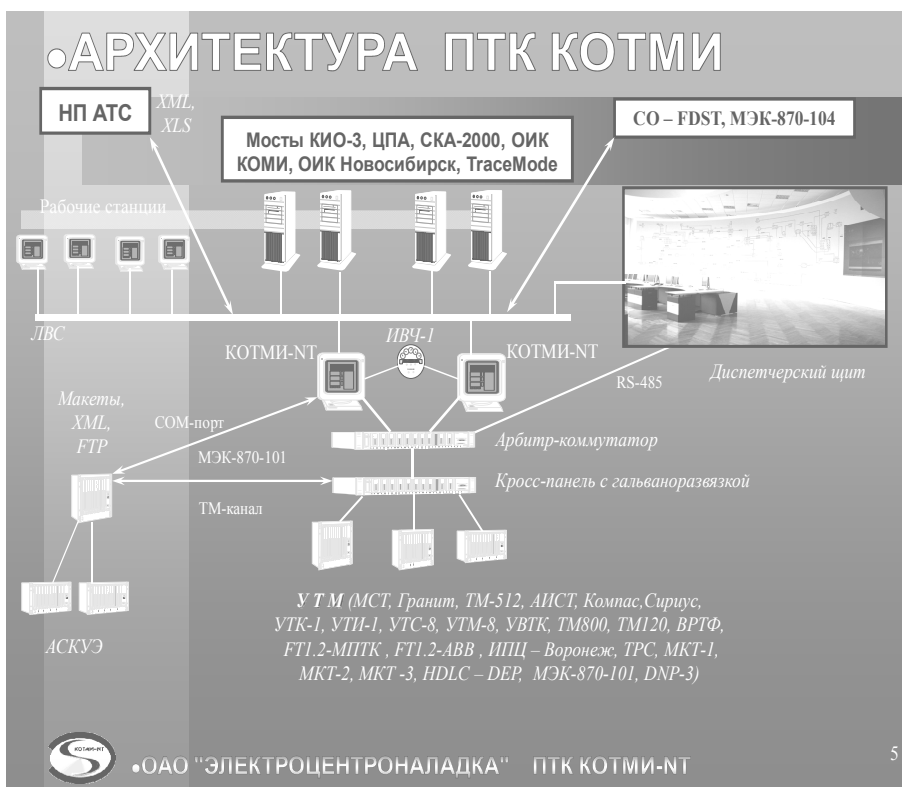 •АРХИТЕКТУРА ПТК КОТМИ
НП АТС
XML,
XLS
Мосты КИО-3, ЦПА, СКА-2000, ОИК
КОМИ, ОИК Новосибирск, TraceMode
СО – FDST, МЭК-870-104
Рабочие станции
ЛВС
КОТМИ-NT
ИВЧ-1
КОТМИ-NT
RS-485
Диспетчерский щит
Макеты,
XML,
FTP
COM-порт
МЭК-870-101
Арбитр-коммутатор
Кросс-панель с гальваноразвязкой
ТМ-канал
АСКУЭ
У Т М (МСТ, Гранит, ТМ-512, АИСТ, Компас,Сириус,
УТК-1, УТИ-1, УТС-8, УТМ-8, УВТК, ТМ800, ТМ120, ВРТФ,
FT1.2-МПТК , FT1.2-ABB , ИПЦ – Воронеж, ТРС, МКТ-1,
МКТ-2, МКТ -3, HDLC – DEP, МЭК-870-101, DNP-3)
КОТМИ-NT
•ОАО "ЭЛЕКТРОЦЕНТРОНАЛАДКА" ПТК КОТМИ-NT
5